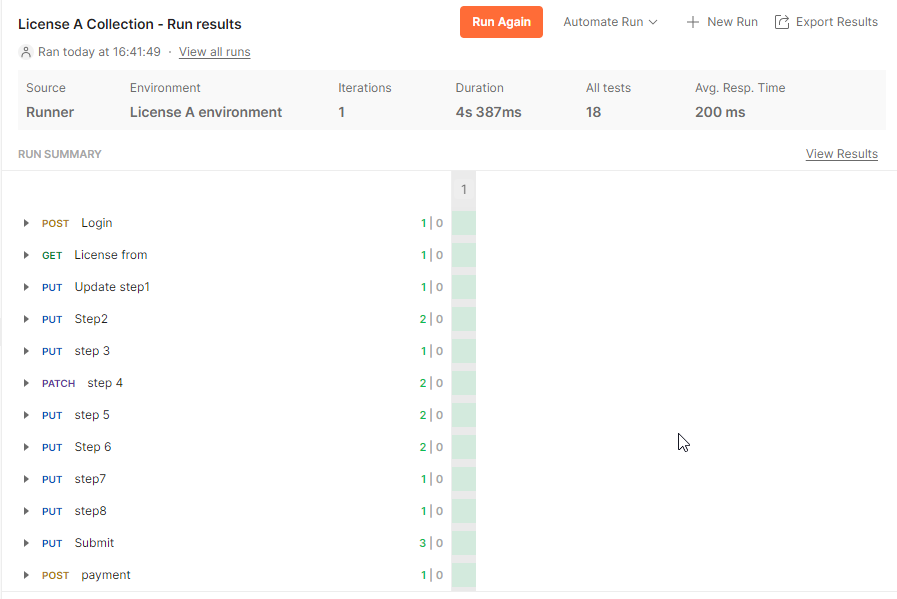 License A Collection - Run results
Run Again
Automate Run
New Run
Export Results
Ran today at 16:41:49 · View all runs
Source Environment Iterations Duration All tests Avg. Resp. Time
Runner License A environment 1 4s 387ms 18 200 ms
RUN SUMMARY View Results
1
POST Login 1 | 0
GET License from 1 | 0
PUT Update step1 1 | 0
PUT Step2 2 | 0
PUT step 3 1 | 0
PATCH step 4 2 | 0
PUT step 5 2 | 0
PUT Step 6 2 | 0
PUT step7 1 | 0
PUT step8 1 | 0
PUT Submit 3 | 0
POST payment 1 | 0